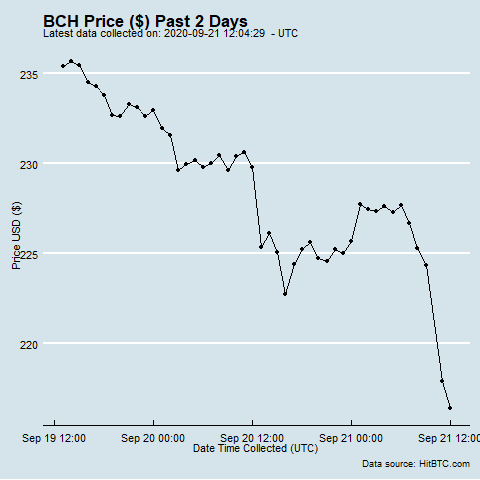 BCH Price ($) Past 2 Days
Latest data collected on: 2020-09-21 12:04:29 - UTC
235
230
225
220
Price USD ($)
Sep 19 12:00 Sep 20 00:00 Sep 20 12:00 Sep 21 00:00 Sep 21 12:00
Date Time Collected (UTC)
Data source: HitBTC.com